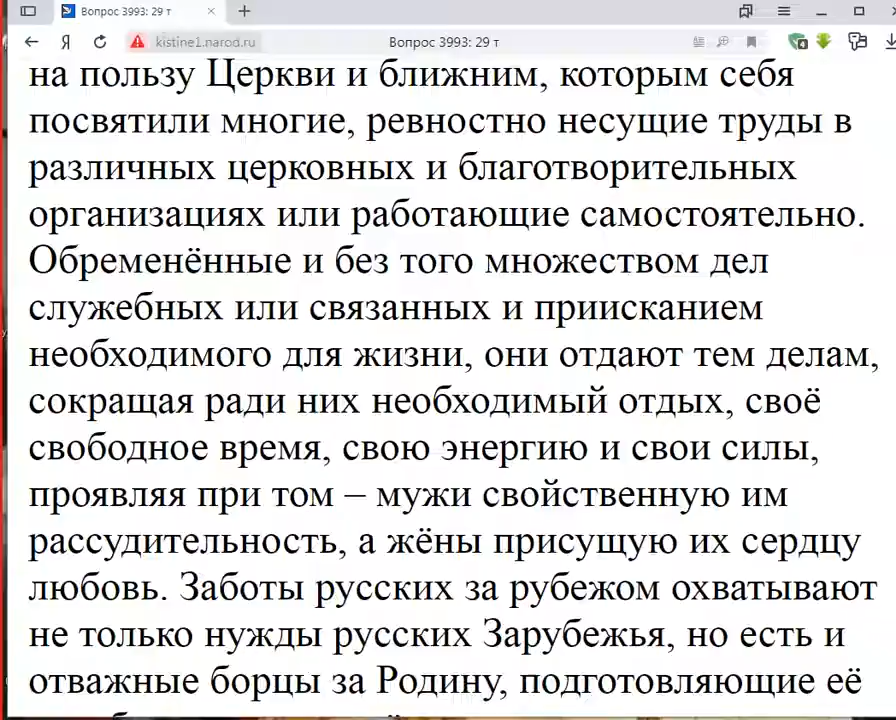 Вопрос 3993: 29 т
kistine1.narod.ru
Вопрос 3993: 29 т
на пользу Церкви и ближним, которым себя
посвятили многие, ревностно несущие труды в
различных церковных и благотворительных
организациях или работающие самостоятельно.
Обременённые и без того множеством дел
служебных или связанных и приисканием
необходимого для жизни, они отдают тем делам,
сокращая ради них необходимый отдых, своё
свободное время, свою энергию и свои силы,
проявляя при том – мужи свойственную им
рассудительность, а жёны присущую их сердцу
любовь. Заботы русских за рубежом охватывают
не только нужды русских Зарубежья, но есть и
отважные борцы за Родину, подготовляющие её